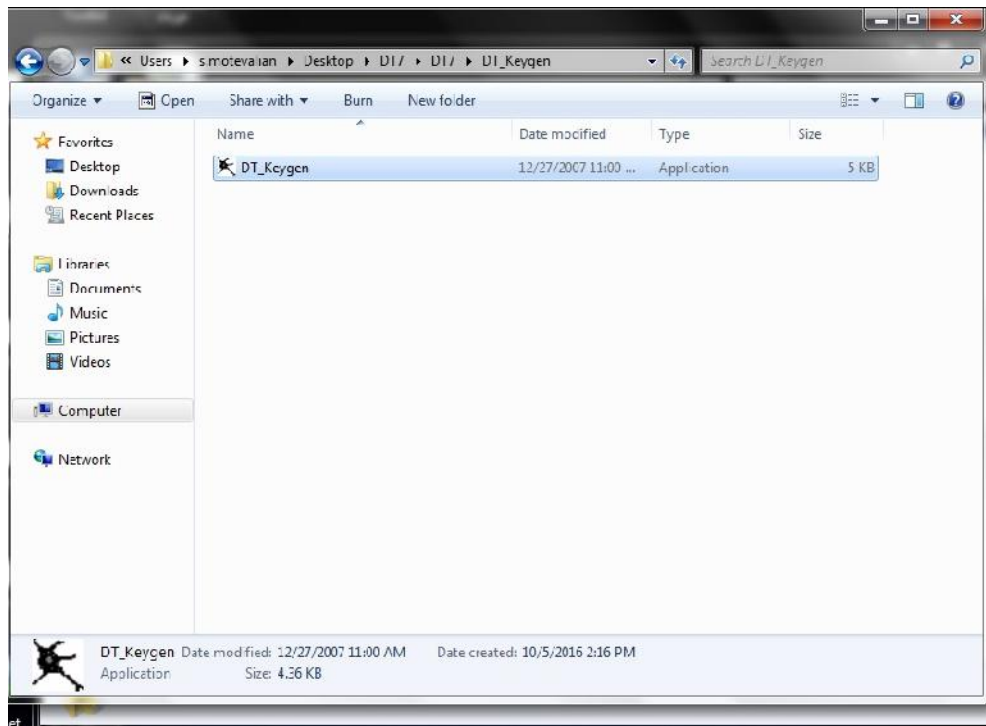 « Users ▸ s.motevalian ▸ Desktop ▸ DT7 ▸ DT7 ▸ DT_Keygen
Search DT_Keygen
Organize Open Share with Burn New folder
Favorites
Desktop
Downloads
Recent Places
Libraries
Documents
Music
Pictures
Videos
Computer
Network
Name Date modified Type Size
DT_Keygen 12/27/2007 11:00 ... Application 5 KB
DT_Keygen Date modified: 12/27/2007 11:00 AM Date created: 10/5/2016 2:16 PM
Application Size: 4.36 KB
et